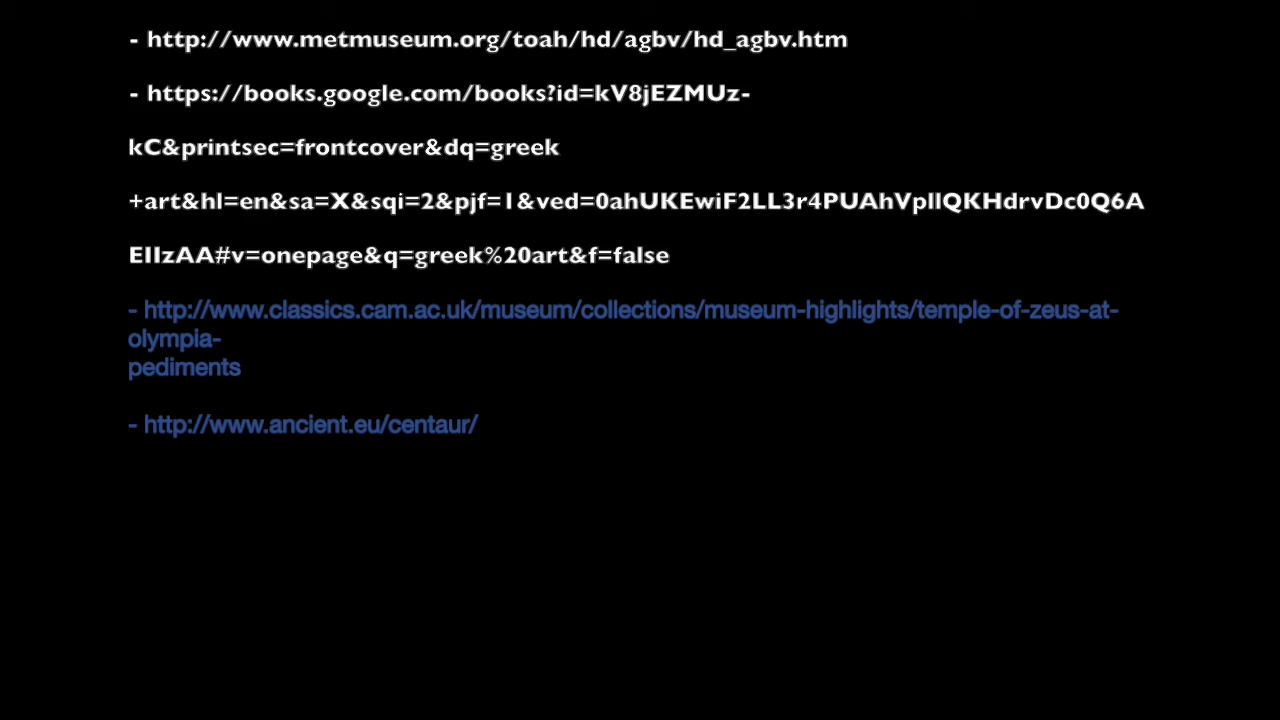 - http://www.metmuseum.org/toah/hd/agbv/hd_agbv.htm
- https://books.google.com/books?id=kV8jEZMUz-
kC&printsec=frontcover&dq=greek
+art&hl=en&sa=X&sqi=2&pjf=1&ved=0ahUKEwiF2LL3r4PUAhVpllQKHdrvDc0Q6A
EIIzAA#v=onepage&q=greek%20art&f=false
- http://www.classics.cam.ac.uk/museum/collections/museum-highlights/temple-of-zeus-at-
olympia-
pediments
- http://www.ancient.eu/centaur/